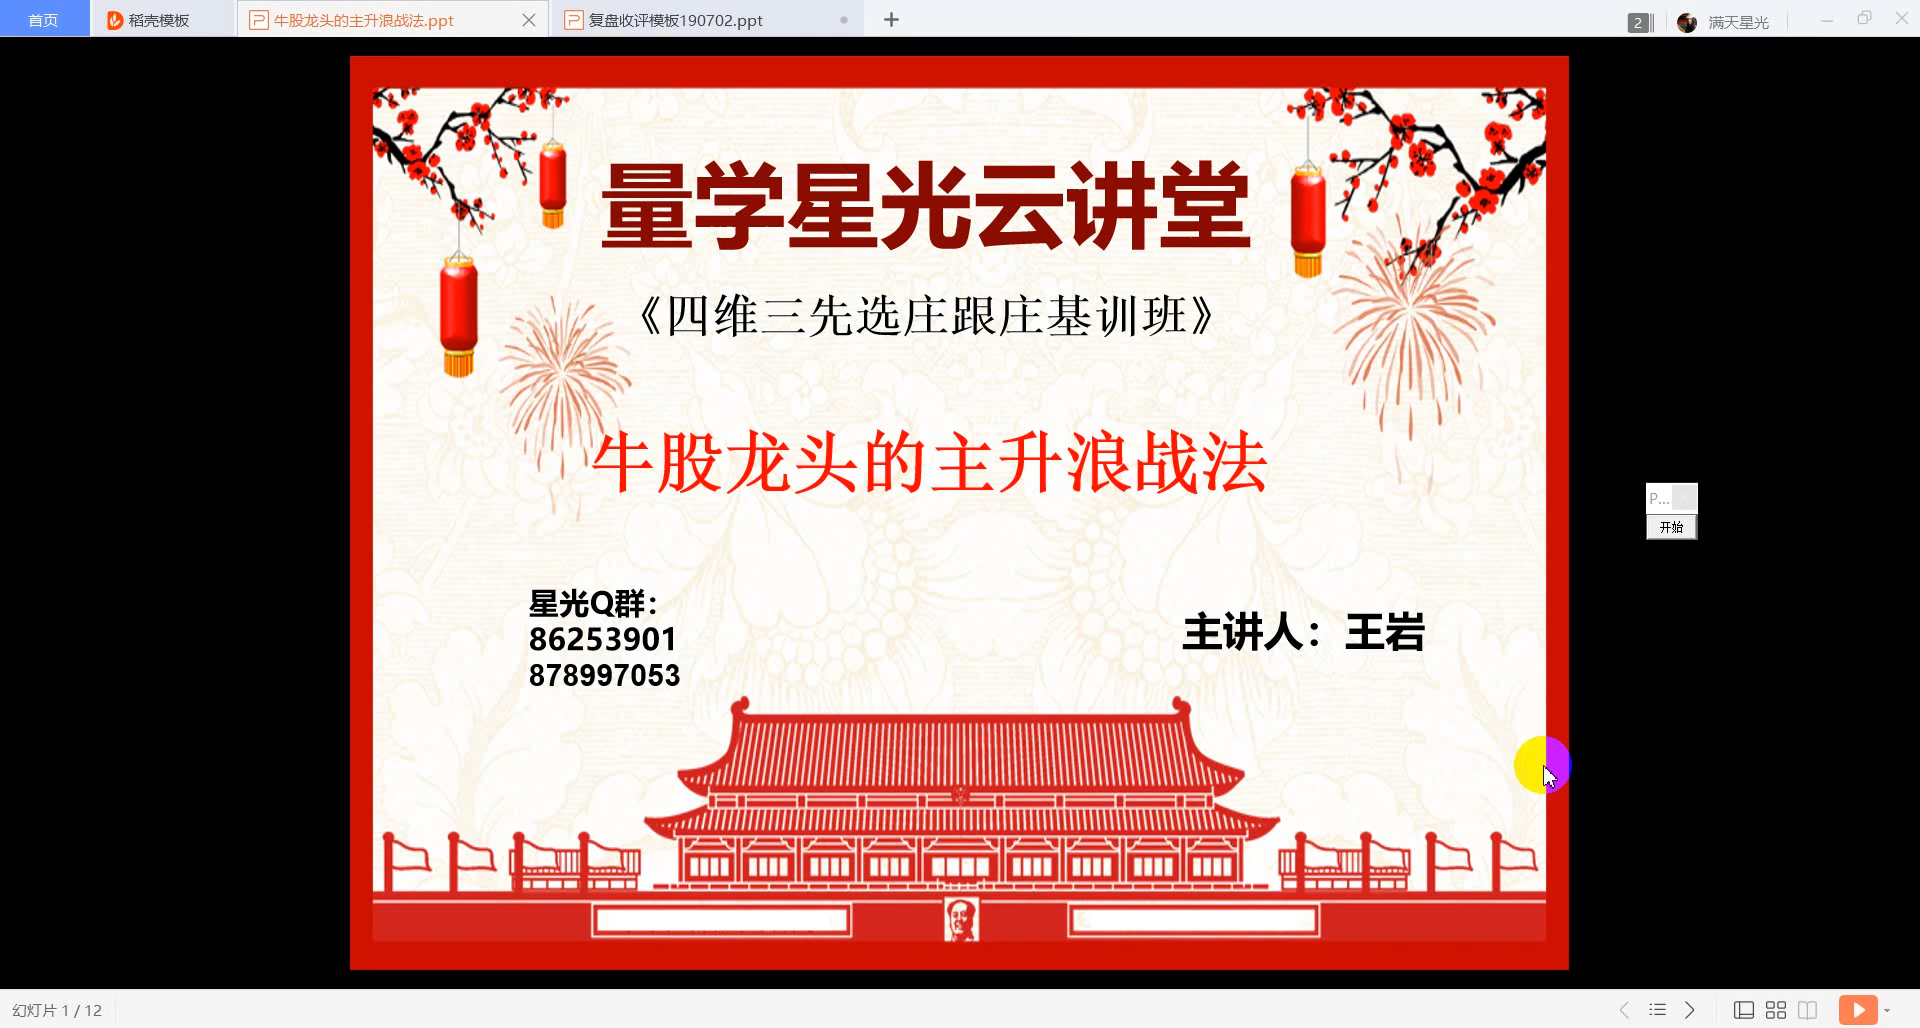 首页
稻壳模板
牛股龙头的主升浪战法.ppt
复盘收评模板190702.ppt
2
满天星光
量学星光云讲堂
《四维三先选庄跟庄基训班》
牛股龙头的主升浪战法
P...
开始
星光Q群：
86253901
878997053
主讲人：王岩
幻灯片 1 / 12